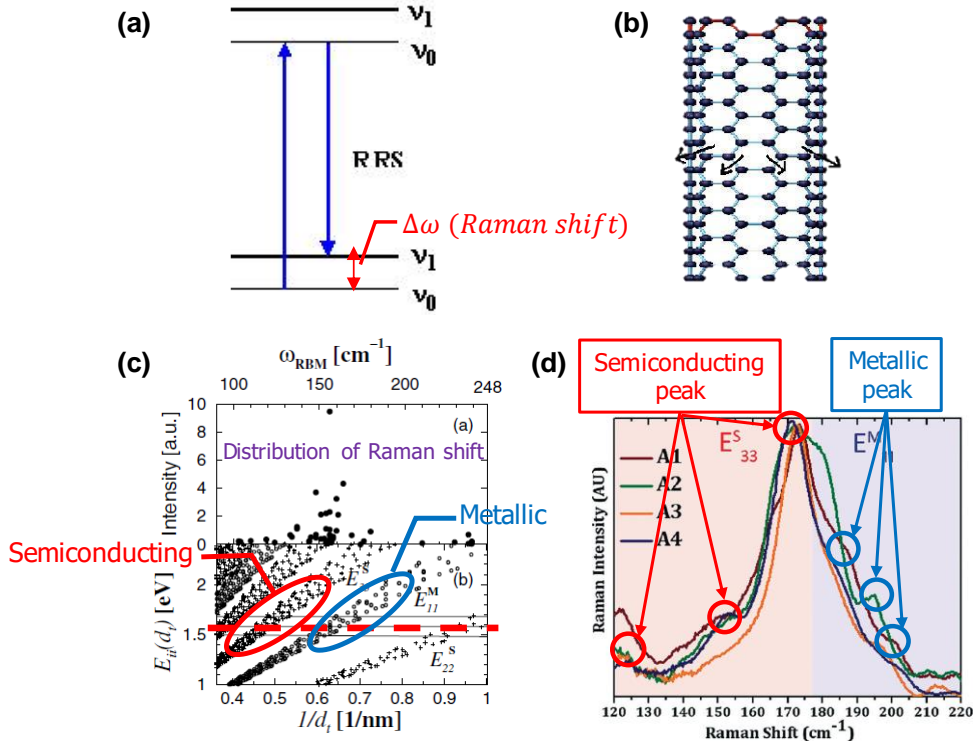 (a)
ν1
ν0
RRS
Δω (Raman shift)
ν1
ν0
(b)
(c)
ωRBM [cm⁻¹]
100 150 200 248
Intensity [a.u.]
10
8
6
4
2
0
(a)
Distribution of Raman shift
Metallic
Semiconducting
(b)
E11M
E22S
Eii(dt) [eV]
2
1.5
1
0.4 0.5 0.6 0.7 0.8 0.9 1
1/dt [1/nm]
(d)
Semiconducting
peak
Metallic
peak
ES33
A1
A2
A3
A4
Raman Intensity (AU)
120 130 140 150 160 170 180 190 200 210 220
Raman Shift (cm⁻¹)